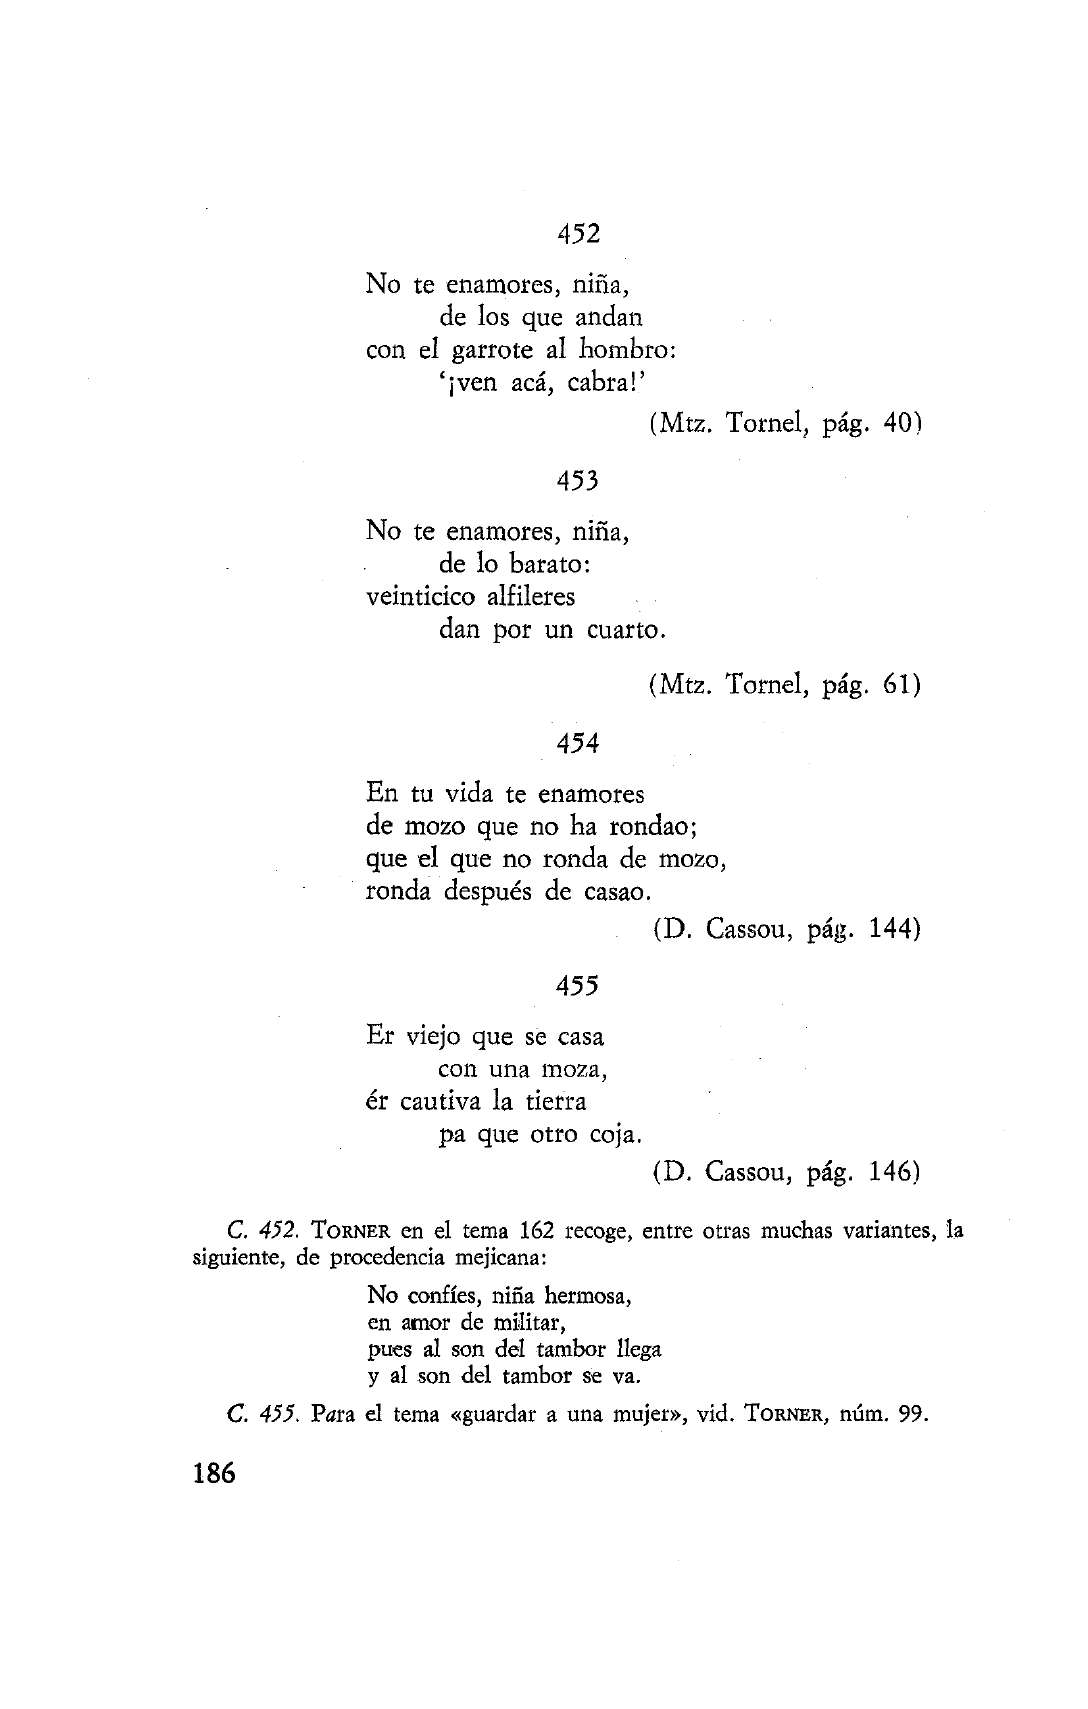 452
No te enamores, niña,
de los que andan
con el garrote al hombro:
‘¡ven acá, cabra!’
(Mtz. Tornel, pág. 40)
453
No te enamores, niña,
de lo barato:
veinticico alfileres
dan por un cuarto.
(Mtz. Tornel, pág. 61)
454
En tu vida te enamores
de mozo que no ha rondao;
que el que no ronda de mozo,
ronda después de casao.
(D. Cassou, pág. 144)
455
Er viejo que se casa
con una moza,
ér cautiva la tierra
pa que otro coja.
(D. Cassou, pág. 146)
C. 452. TORNER en el tema 162 recoge, entre otras muchas variantes, la
siguiente, de procedencia mejicana:
No confíes, niña hermosa,
en amor de militar,
pues al son del tambor llega
y al son del tambor se va.
C. 455. Para el tema «guardar a una mujer», vid. TORNER, núm. 99.
186